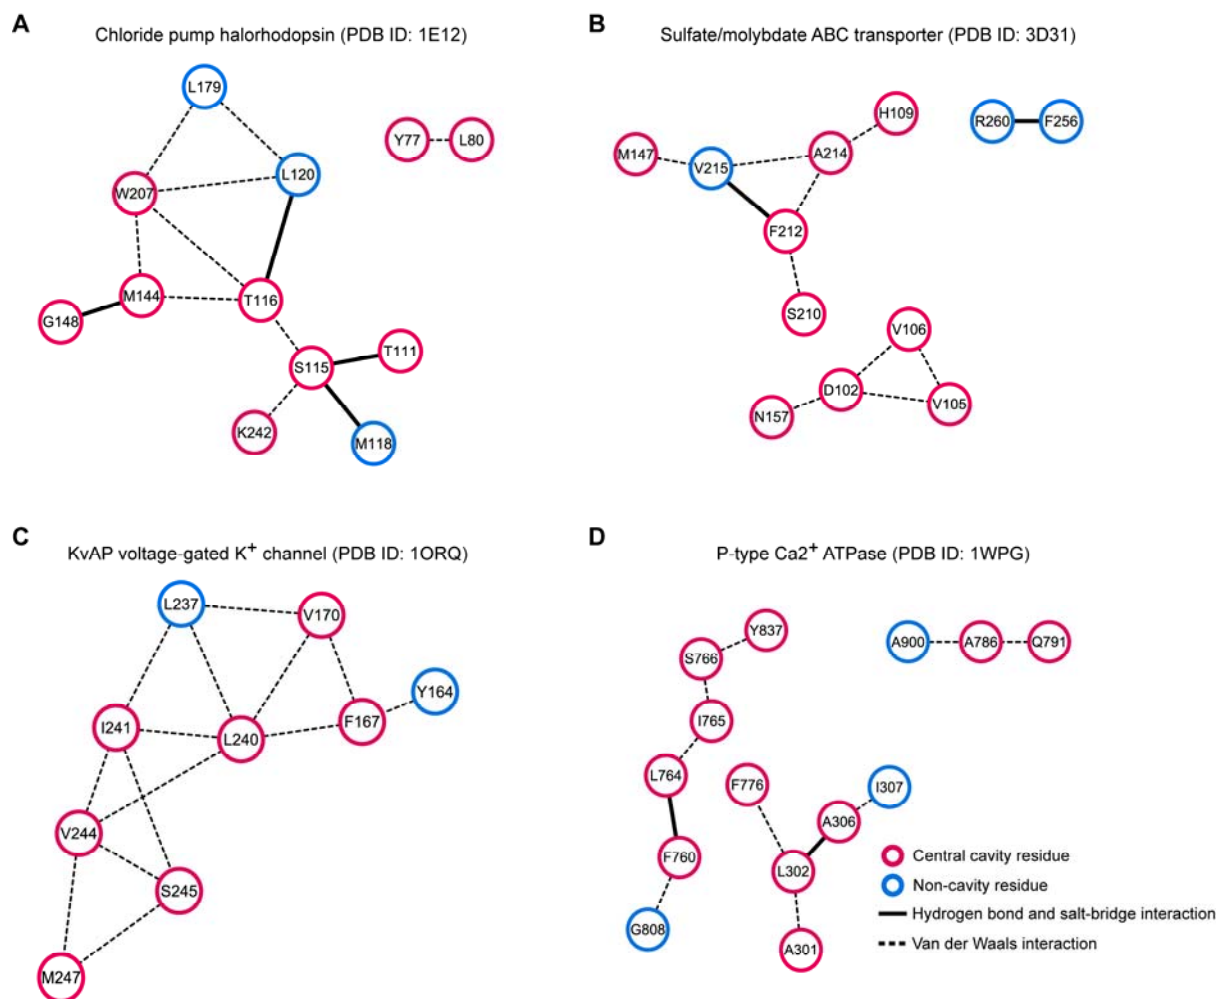 A
Chloride pump halorhodopsin (PDB ID: 1E12)
L179
Y77
L80
L120
W207
M144
T116
G148
S115
T111
K242
M118
B
Sulfate/molybdate ABC transporter (PDB ID: 3D31)
H109
R260
F256
M147
V215
A214
F212
S210
V106
D102
V105
N157
C
KvAP voltage-gated K+ channel (PDB ID: 1ORQ)
L237
V170
Y164
I241
L240
F167
V244
S245
M247
D
P-type Ca2+ ATPase (PDB ID: 1WPG)
Y837
S766
A900
A786
Q791
I765
L764
F776
I307
A306
F760
L302
G808
A301
Central cavity residue
Non-cavity residue
Hydrogen bond and salt-bridge interaction
Van der Waals interaction